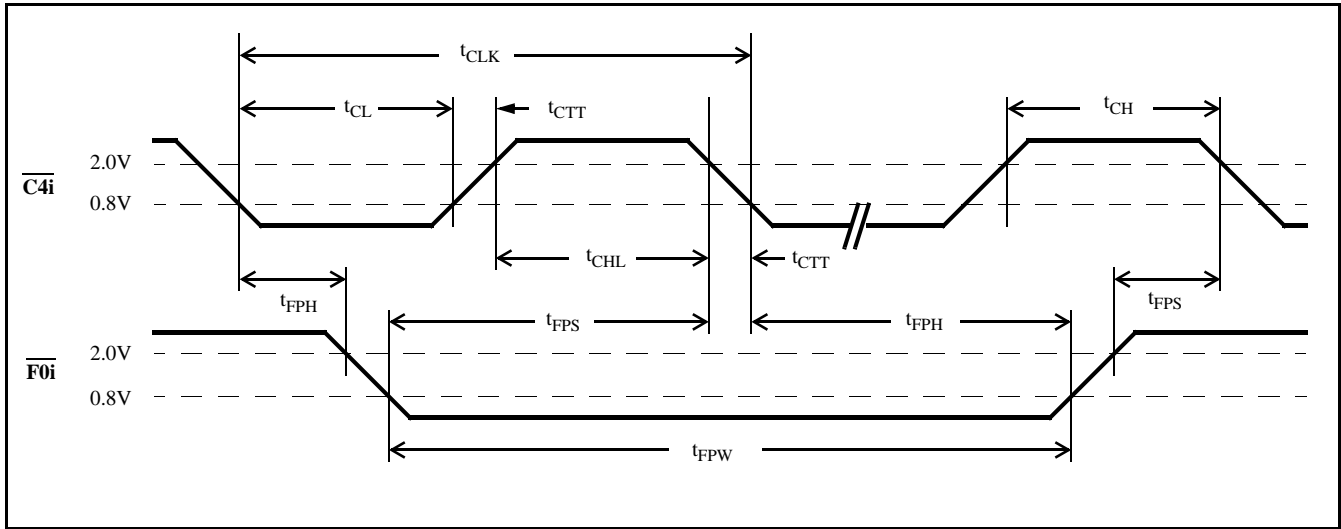 tCLK
tCL
tCTT
tCH
2.0V
C4i
0.8V
tCHL
tCTT
tFPH
tFPS
tFPS
tFPH
2.0V
F0i
0.8V
tFPW